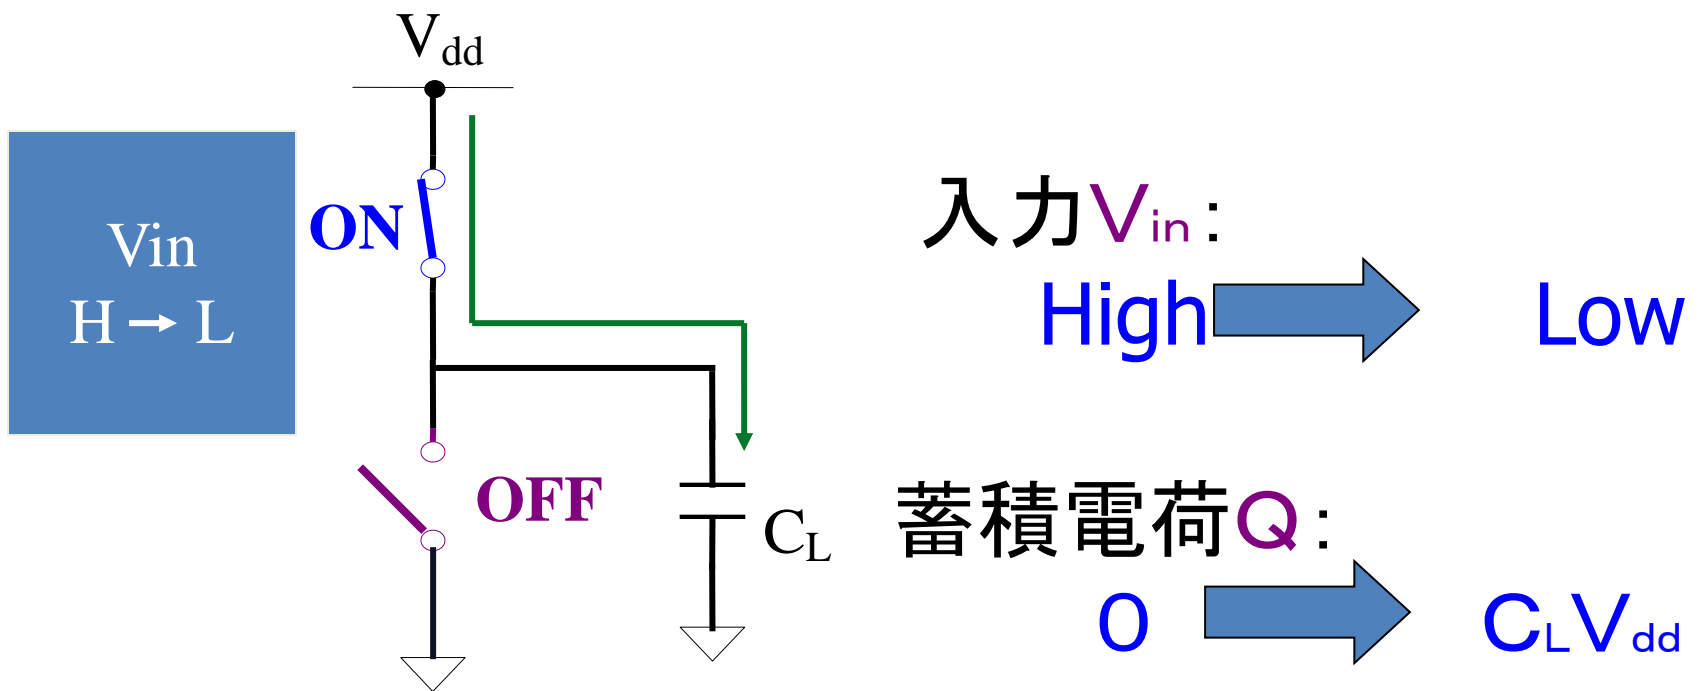 Vdd
Vin
H → L
ON
OFF
CL
入力Vin:
High Low
蓄積電荷Q:
0 CLVdd